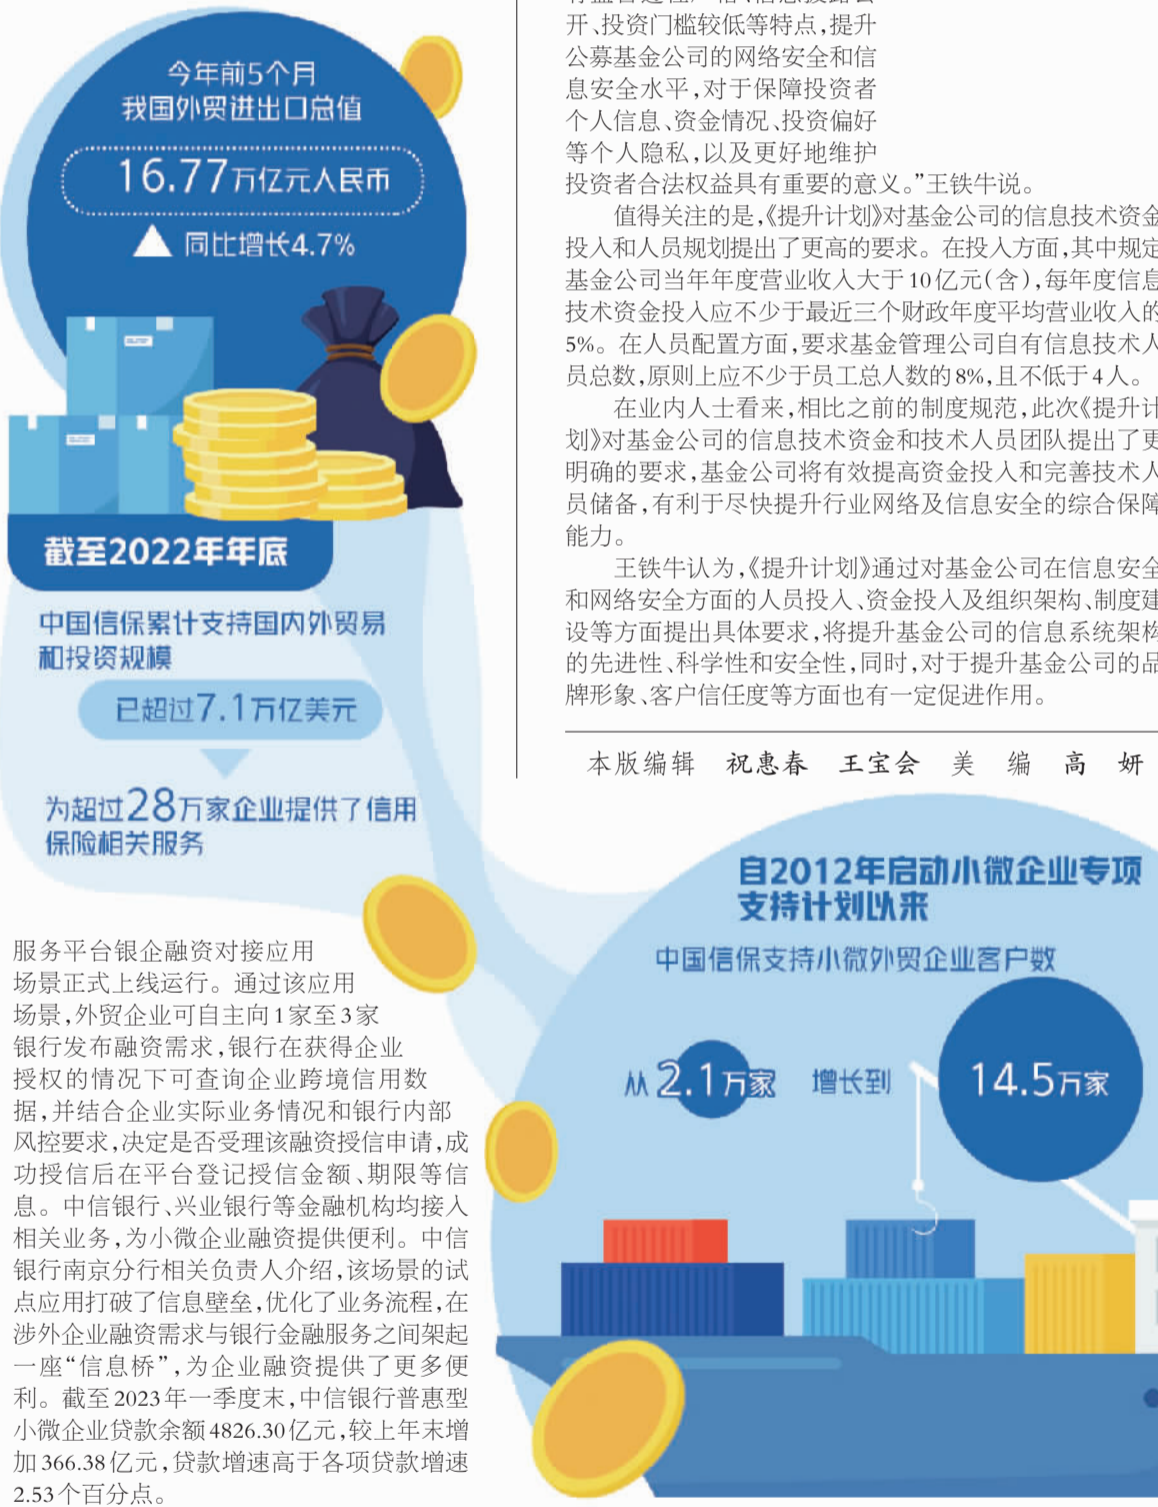 今年前5个月
我国外贸进出口总值
16.77万亿元人民币
同比增长4.7%
截至2022年年底
中国信保累计支持国内外贸易
和投资规模
已超过7.1万亿美元
为超过28万家企业提供了信用
保险相关服务
服务平台银企融资对接应用
场景正式上线运行。通过该应用
场景,外贸企业可自主向1家至3家
银行发布融资需求,银行在获得企业
授权的情况下可查询企业跨境信用数
据,并结合企业实际业务情况和银行内部
风控要求,决定是否受理该融资授信申请,成
功授信后在平台登记授信金额、期限等信
息。中信银行、兴业银行等金融机构均接入
相关业务,为小微企业融资提供便利。中信
银行南京分行相关负责人介绍,该场景的试
点应用打破了信息壁垒,优化了业务流程,在
涉外企业融资需求与银行金融服务之间架起
一座“信息桥”,为企业融资提供了更多便
利。截至2023年一季度末,中信银行普惠型
小微企业贷款余额4826.30亿元,较上年末增
加366.38亿元,贷款增速高于各项贷款增速
2.53个百分点。
开、投资门槛较低等特点,提升
公募基金公司的网络安全和信
息安全水平,对于保障投资者
个人信息、资金情况、投资偏好
等个人隐私,以及更好地维护
投资者合法权益具有重要的意义。”王铁牛说。
值得关注的是,《提升计划》对基金公司的信息技术资金
投入和人员规划提出了更高的要求。在投入方面,其中规定
基金公司当年年度营业收入大于10亿元(含),每年度信息
技术资金投入应不少于最近三个财政年度平均营业收入的
5%。在人员配置方面,要求基金管理公司自有信息技术人
员总数,原则上应不少于员工总人数的8%,且不低于4人。
在业内人士看来,相比之前的制度规范,此次《提升计
划》对基金公司的信息技术资金和技术人员团队提出了更
明确的要求,基金公司将有效提高资金投入和完善技术人
员储备,有利于尽快提升行业网络及信息安全的综合保障
能力。
王铁牛认为,《提升计划》通过对基金公司在信息安全
和网络安全方面的人员投入、资金投入及组织架构、制度建
设等方面提出具体要求,将提升基金公司的信息系统架构
的先进性、科学性和安全性,同时,对于提升基金公司的品
牌形象、客户信任度等方面也有一定促进作用。
本版编辑 祝惠春 王宝会 美 编 高 妍
自2012年启动小微企业专项
支持计划以来
中国信保支持小微外贸企业客户数
从2.1万家 增长到 14.5万家